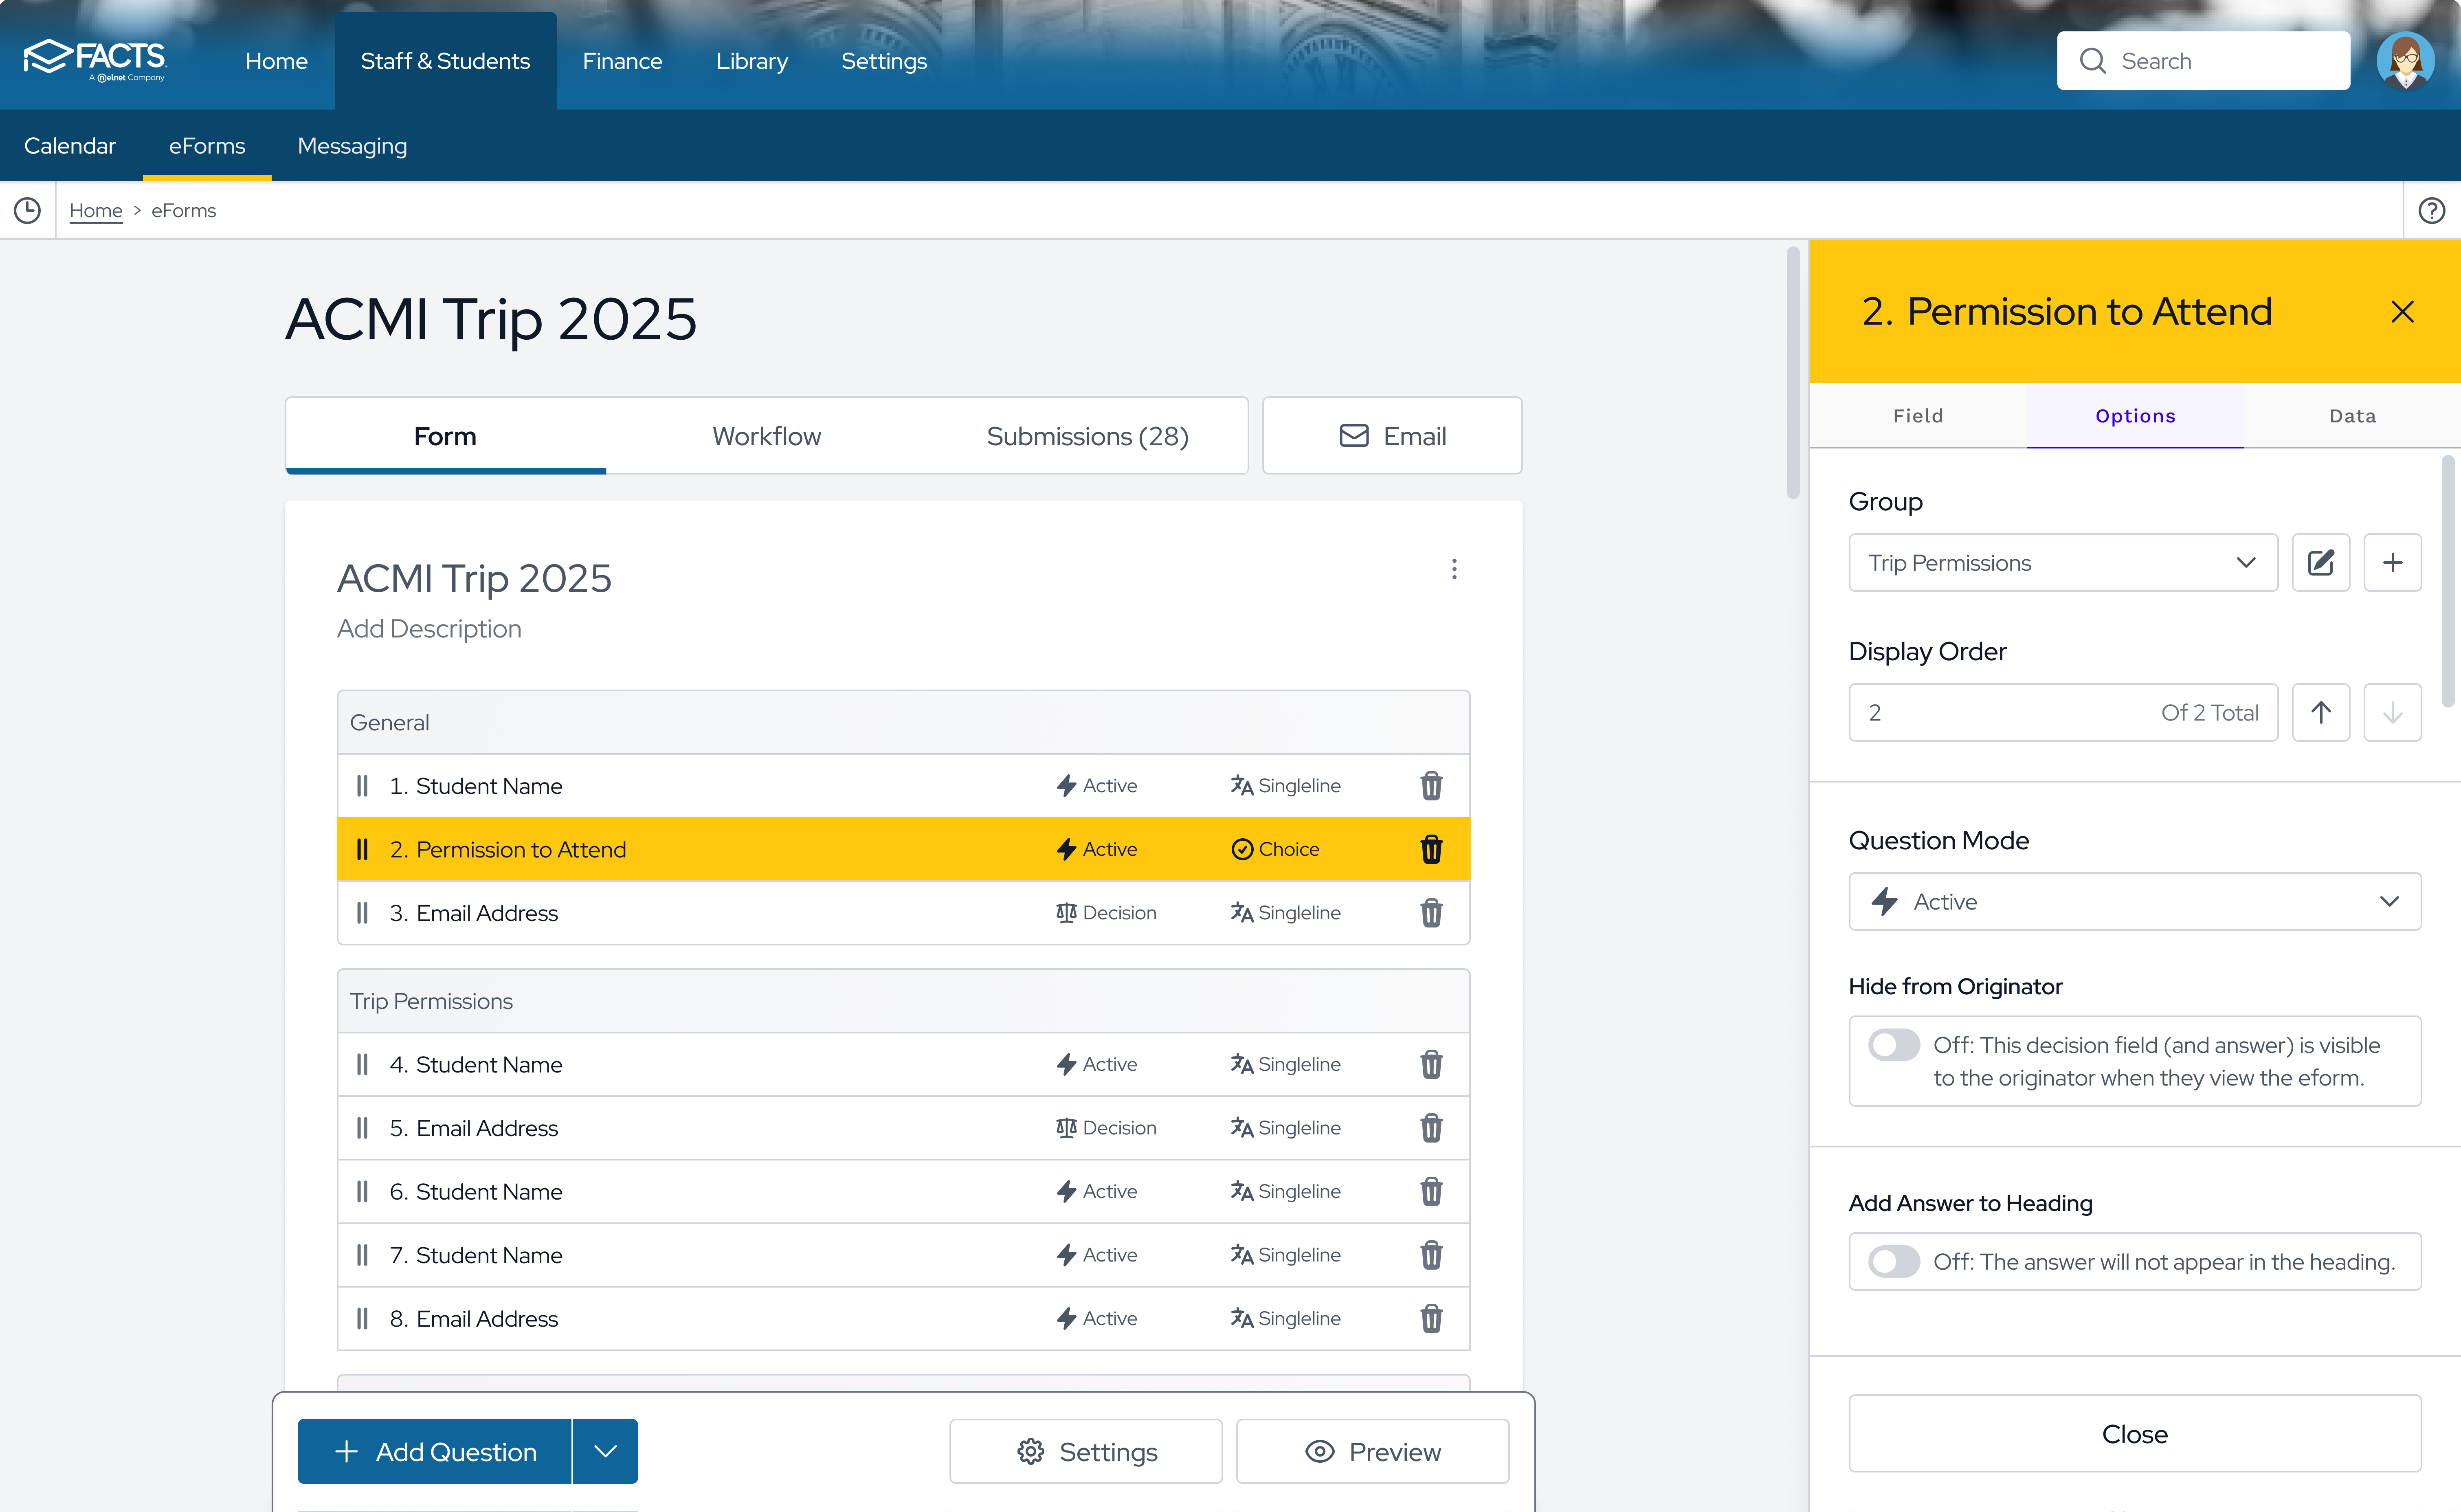 FACTS
A nelnet Company
Home
Staff & Students
Finance
Library
Settings
Search
Calendar
eForms
Messaging
Home > eForms
ACMI Trip 2025
Form
Workflow
Submissions (28)
Email
ACMI Trip 2025
Add Description
General
1. Student Name Active Singleline
2. Permission to Attend Active Choice
3. Email Address Decision Singleline
Trip Permissions
4. Student Name Active Singleline
5. Email Address Decision Singleline
6. Student Name Active Singleline
7. Student Name Active Singleline
8. Email Address Active Singleline
+ Add Question
Settings
Preview
2. Permission to Attend
Field
Options
Data
Group
Trip Permissions
Display Order
2 Of 2 Total
Question Mode
Active
Hide from Originator
Off: This decision field (and answer) is visible
to the originator when they view the eform.
Add Answer to Heading
Off: The answer will not appear in the heading.
Close